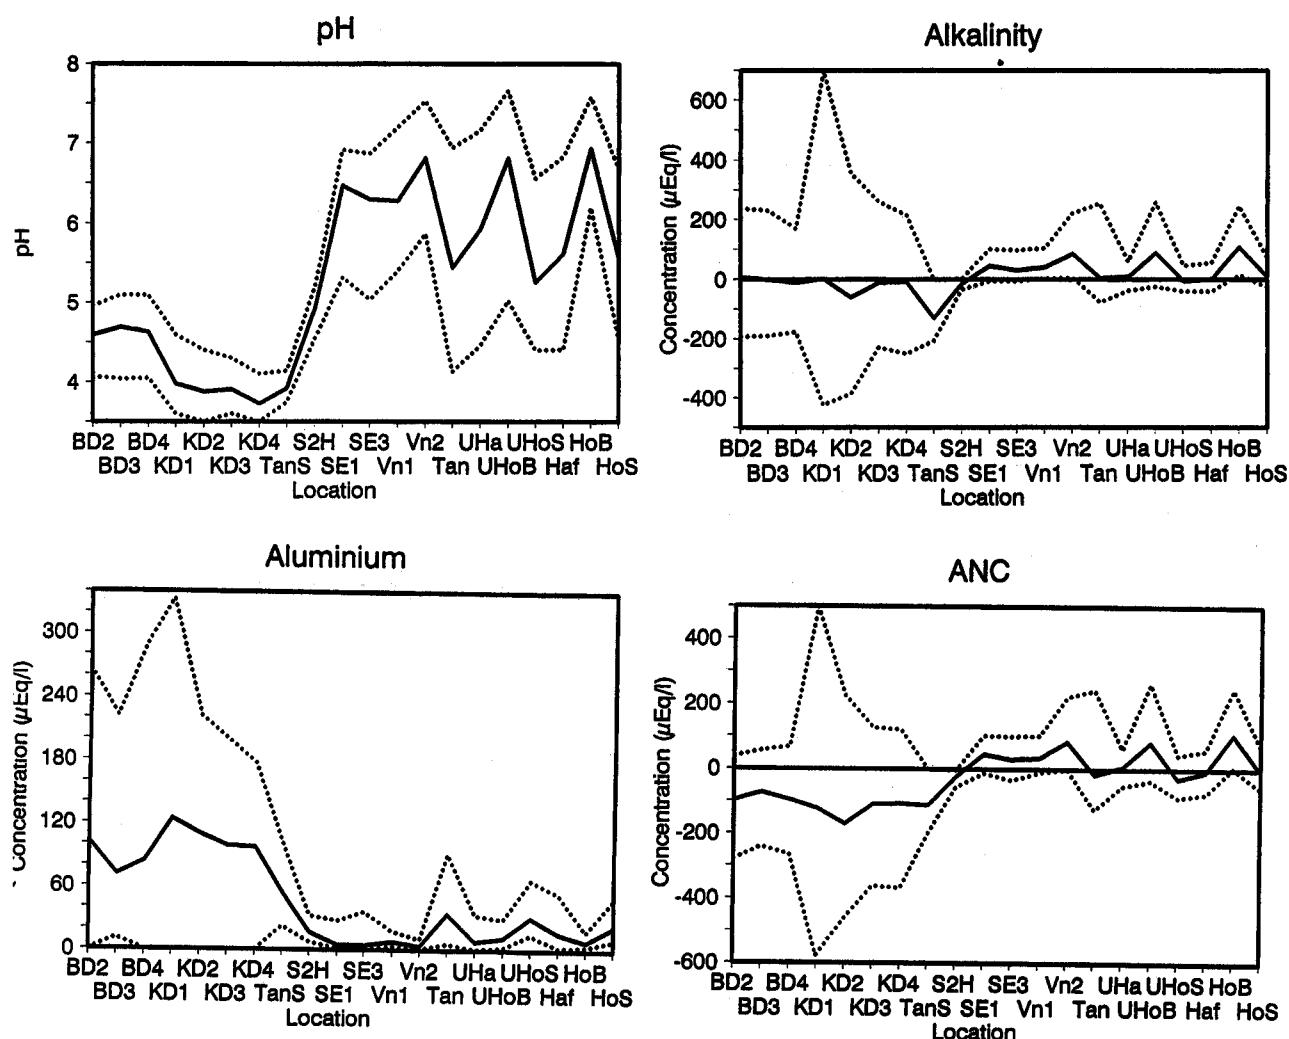 pH
8
7
6
5
4
pH
BD2 BD4 KD2 KD4 S2H SE3 Vn2 UHa UHoS HoB
BD3 KD1 KD3 TanS SE1 Vn1 Tan UHoB Haf HoS
Location
Alkalinity
600
400
200
0
-200
-400
Concentration (µEq/l)
BD2 BD4 KD2 KD4 S2H SE3 Vn2 UHa UHoS HoB
BD3 KD1 KD3 TanS SE1 Vn1 Tan UHoB Haf HoS
Location
Aluminium
300
240
180
120
60
0
Concentration (µEq/l)
BD2 BD4 KD2 KD4 S2H SE3 Vn2 UHa UHoS HoB
BD3 KD1 KD3 TanS SE1 Vn1 Tan UHoB Haf HoS
Location
ANC
400
200
0
-200
-400
-600
Concentration (µEq/l)
BD2 BD4 KD2 KD4 S2H SE3 Vn2 UHa UHoS HoB
BD3 KD1 KD3 TanS SE1 Vn1 Tan UHoB Haf HoS
Location